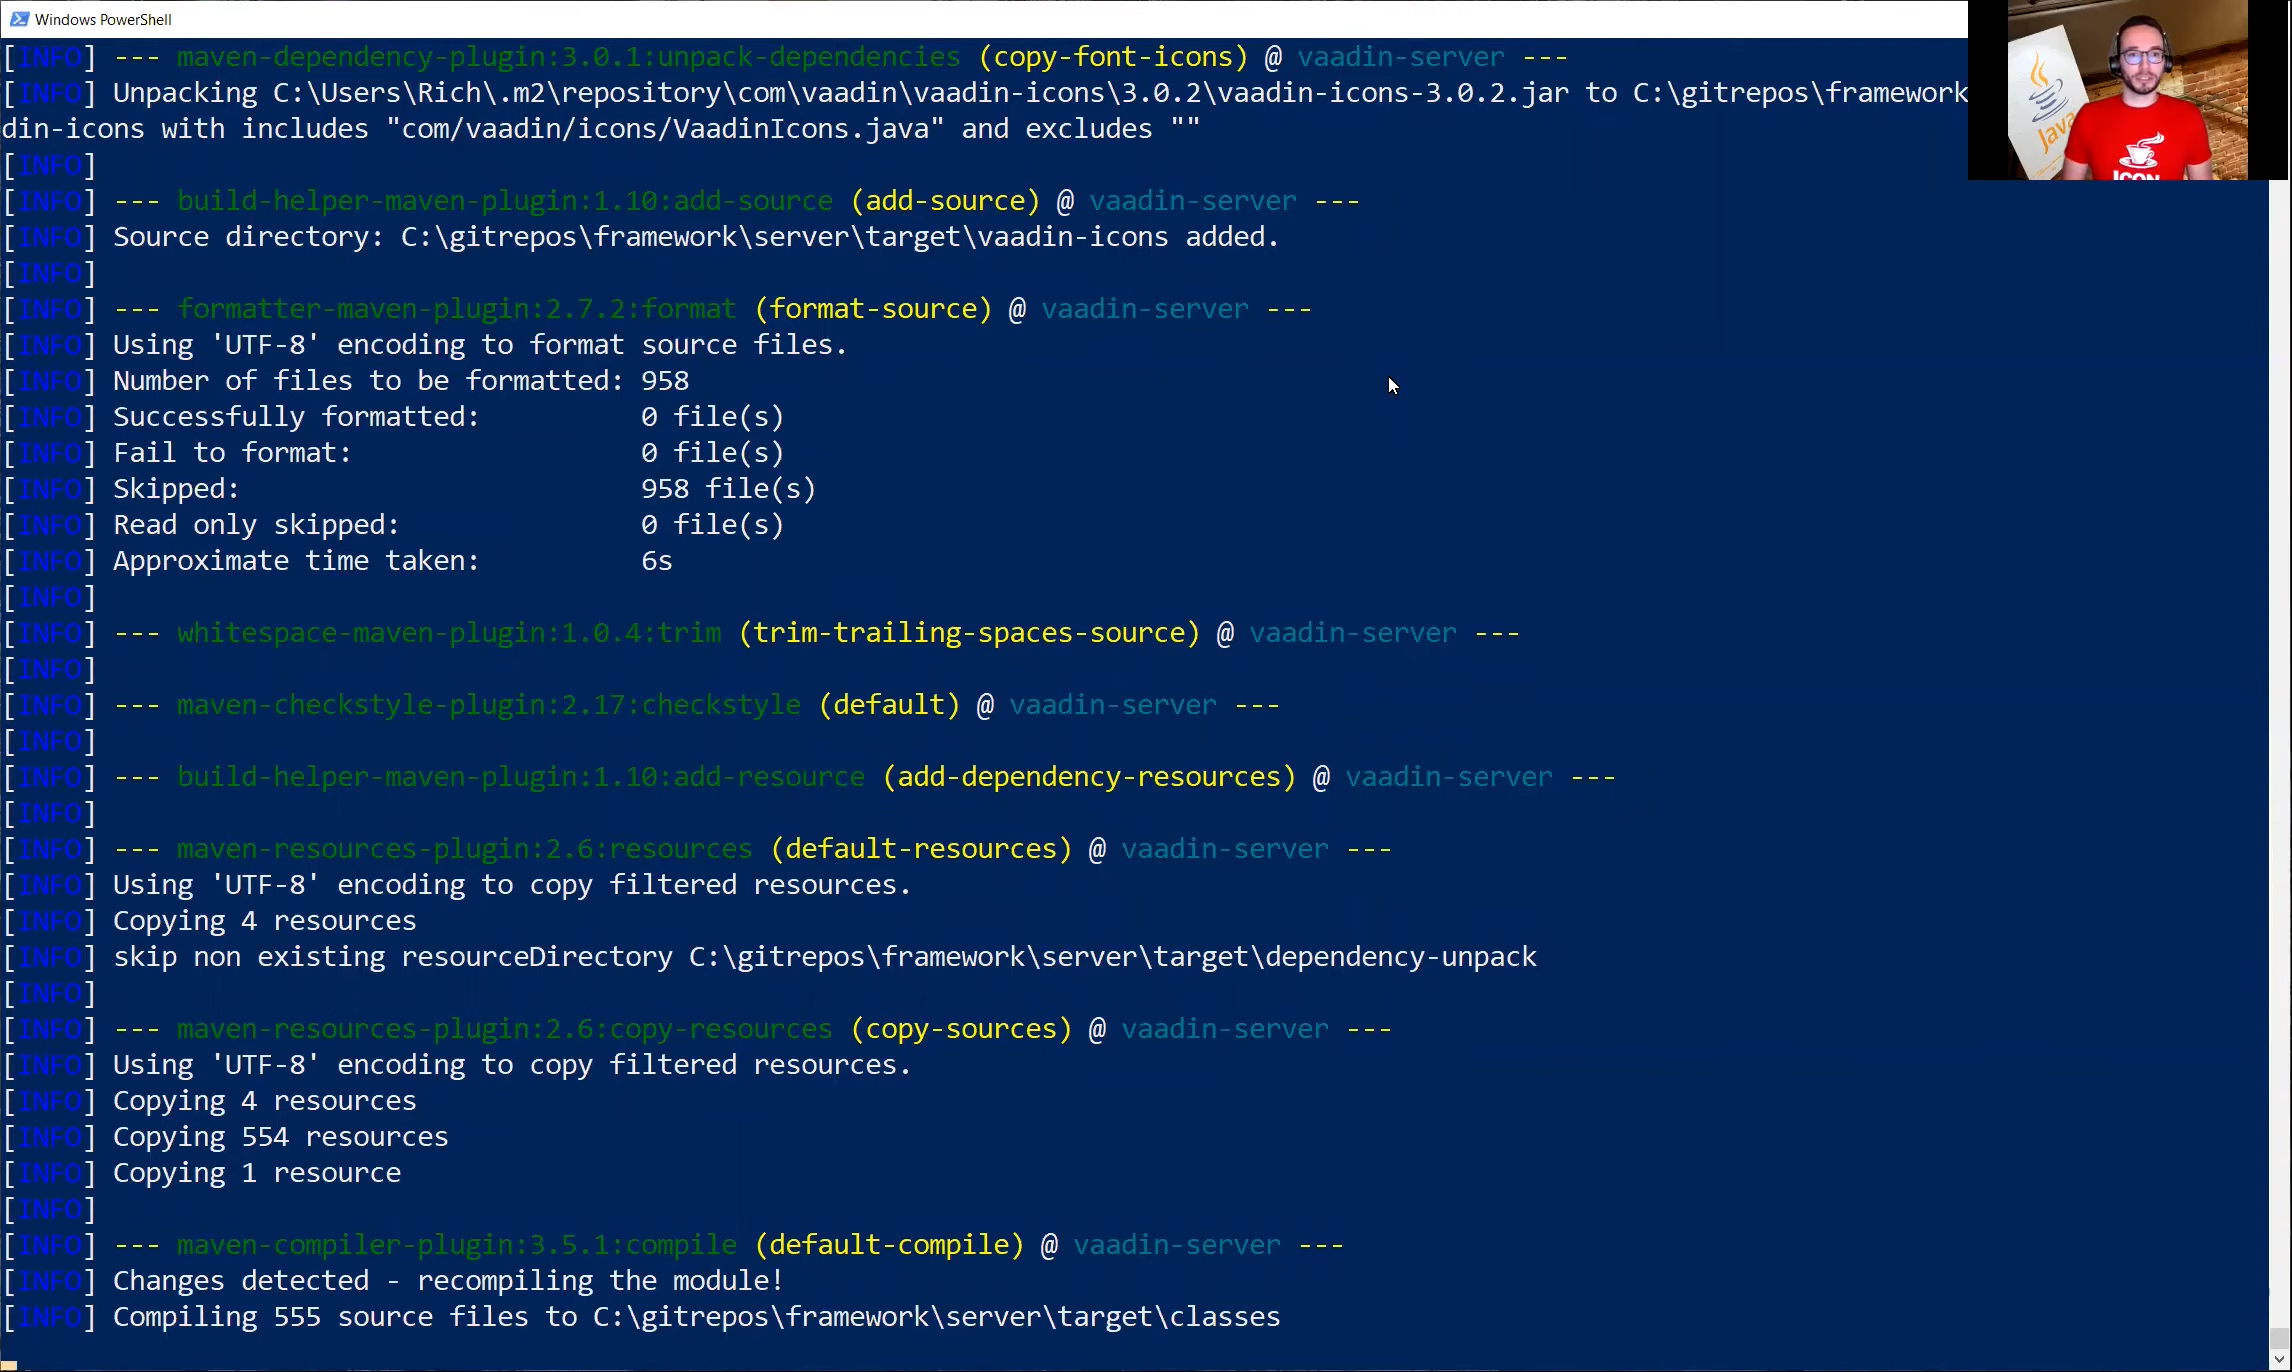 Windows PowerShell
[INFO] --- maven-dependency-plugin:3.0.1:unpack-dependencies (copy-font-icons) @ vaadin-server ---
[INFO] Unpacking C:\Users\Rich\.m2\repository\com\vaadin\vaadin-icons\3.0.2\vaadin-icons-3.0.2.jar to C:\gitrepos\framework
din-icons with includes "com/vaadin/icons/VaadinIcons.java" and excludes ""
[INFO]
[INFO] --- build-helper-maven-plugin:1.10:add-source (add-source) @ vaadin-server ---
[INFO] Source directory: C:\gitrepos\framework\server\target\vaadin-icons added.
[INFO]
[INFO] --- formatter-maven-plugin:2.7.2:format (format-source) @ vaadin-server ---
[INFO] Using 'UTF-8' encoding to format source files.
[INFO] Number of files to be formatted: 958
[INFO] Successfully formatted: 0 file(s)
[INFO] Fail to format: 0 file(s)
[INFO] Skipped: 958 file(s)
[INFO] Read only skipped: 0 file(s)
[INFO] Approximate time taken: 6s
[INFO]
[INFO] --- whitespace-maven-plugin:1.0.4:trim (trim-trailing-spaces-source) @ vaadin-server ---
[INFO]
[INFO] --- maven-checkstyle-plugin:2.17:checkstyle (default) @ vaadin-server ---
[INFO]
[INFO] --- build-helper-maven-plugin:1.10:add-resource (add-dependency-resources) @ vaadin-server ---
[INFO]
[INFO] --- maven-resources-plugin:2.6:resources (default-resources) @ vaadin-server ---
[INFO] Using 'UTF-8' encoding to copy filtered resources.
[INFO] Copying 4 resources
[INFO] skip non existing resourceDirectory C:\gitrepos\framework\server\target\dependency-unpack
[INFO]
[INFO] --- maven-resources-plugin:2.6:copy-resources (copy-sources) @ vaadin-server ---
[INFO] Using 'UTF-8' encoding to copy filtered resources.
[INFO] Copying 4 resources
[INFO] Copying 554 resources
[INFO] Copying 1 resource
[INFO]
[INFO] --- maven-compiler-plugin:3.5.1:compile (default-compile) @ vaadin-server ---
[INFO] Changes detected - recompiling the module!
[INFO] Compiling 555 source files to C:\gitrepos\framework\server\target\classes
Java
ICON